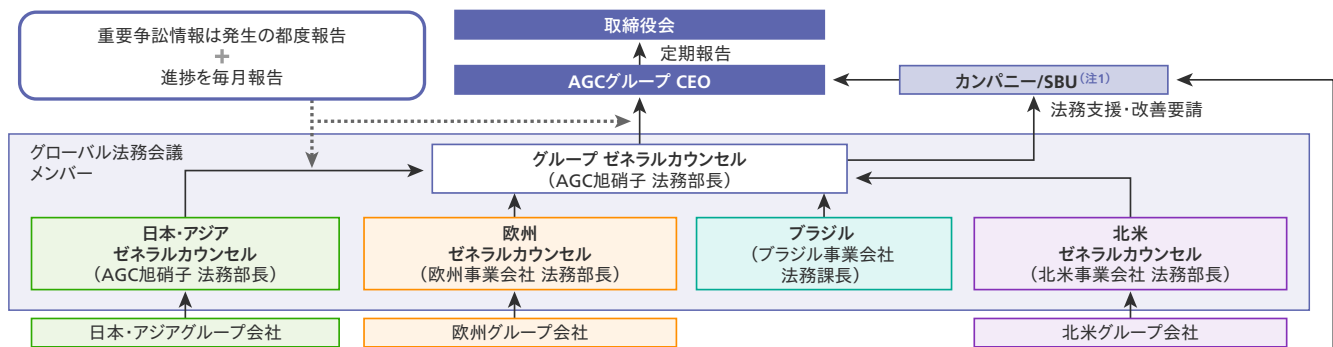 重要争訟情報は発生の都度報告
+
進捗を毎月報告
取締役会
定期報告
AGCグループ CEO
カンパニー/SBU(注1)
法務支援・改善要請
グローバル法務会議
メンバー
グループ ゼネラルカウンセル
(AGC旭硝子 法務部長)
日本・アジア
ゼネラルカウンセル
(AGC旭硝子 法務部長)
欧州
ゼネラルカウンセル
(欧州事業会社 法務部長)
ブラジル
(ブラジル事業会社
法務課長)
北米
ゼネラルカウンセル
(北米事業会社 法務部長)
日本・アジアグループ会社
欧州グループ会社
北米グループ会社